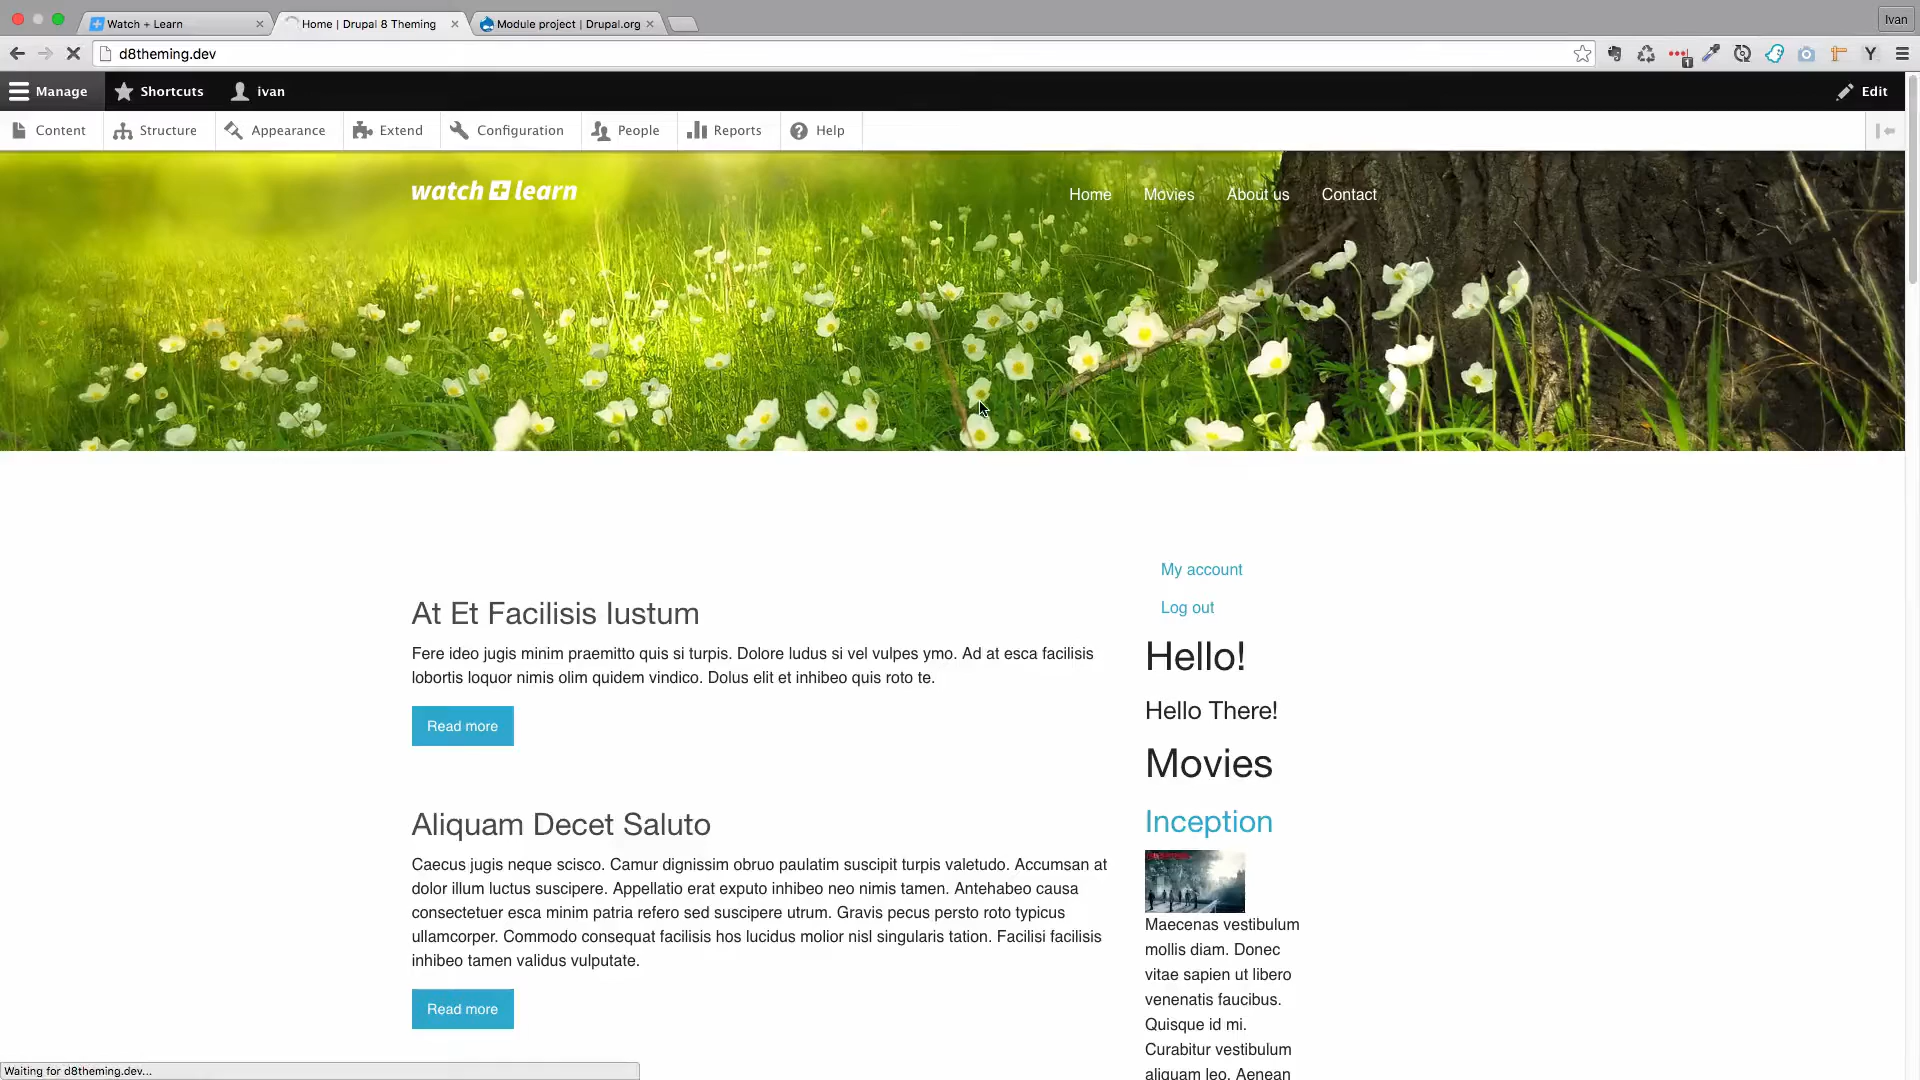 Watch + Learn
Home | Drupal 8 Theming
Module project | Drupal.org
Ivan
d8theming.dev
1
Manage
Shortcuts
ivan
Edit
Content
Structure
Appearance
Extend
Configuration
People
Reports
Help
watch + learn
Home
Movies
About us
Contact
At Et Facilisis Iustum
Fere ideo jugis minim praemitto quis si turpis. Dolore ludus si vel vulpes ymo. Ad at esca facilisis
lobortis loquor nimis olim quidem vindico. Dolus elit et inhibeo quis roto te.
Read more
Aliquam Decet Saluto
Caecus jugis neque scisco. Camur dignissim obruo paulatim suscipit turpis valetudo. Accumsan at
dolor illum luctus suscipere. Appellatio erat exputo inhibeo neo nimis tamen. Antehabeo causa
consectetuer esca minim patria refero sed suscipere utrum. Gravis pecus persto roto typicus
ullamcorper. Commodo consequat facilisis hos lucidus molior nisl singularis tation. Facilisi facilisis
inhibeo tamen validus vulputate.
Read more
My account
Log out
Hello!
Hello There!
Movies
Inception
Maecenas vestibulum
mollis diam. Donec
vitae sapien ut libero
venenatis faucibus.
Quisque id mi.
Curabitur vestibulum
aliquam leo. Aenean
Waiting for d8theming.dev...